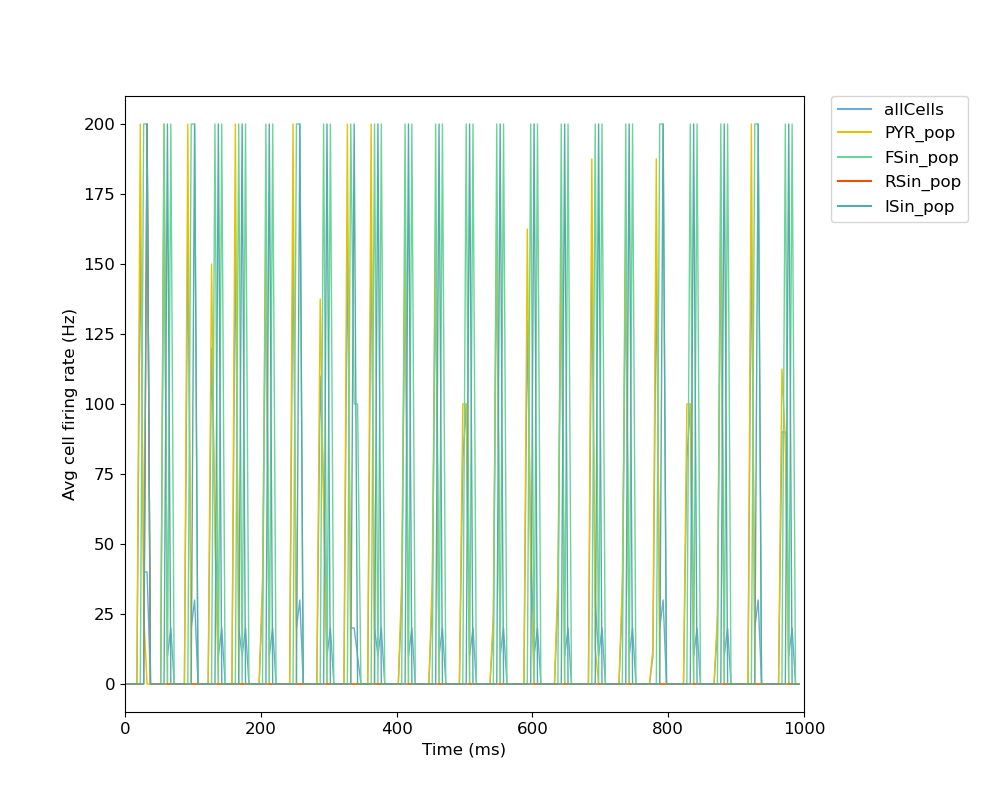 200
175
150
125
100
75
50
25
0
Avg cell firing rate (Hz)
0 200 400 600 800 1000
Time (ms)
allCells
PYR_pop
FSin_pop
RSin_pop
ISin_pop